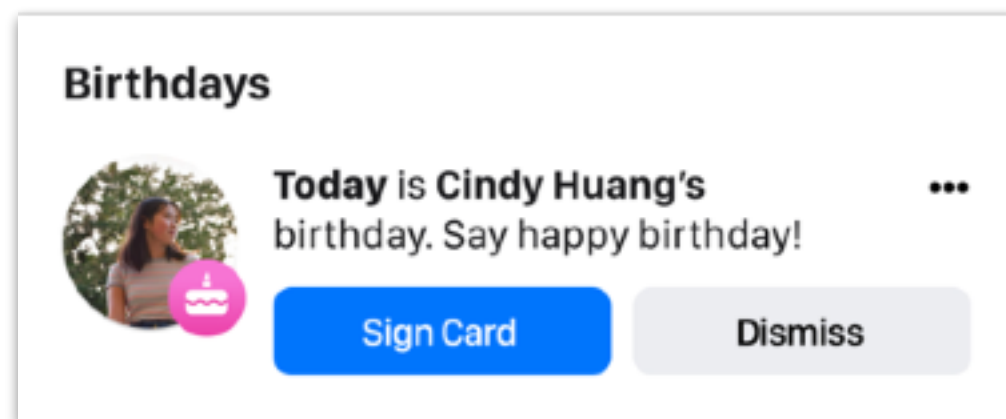 Birthdays
Today is Cindy Huang’s
birthday. Say happy birthday!
Sign Card
Dismiss